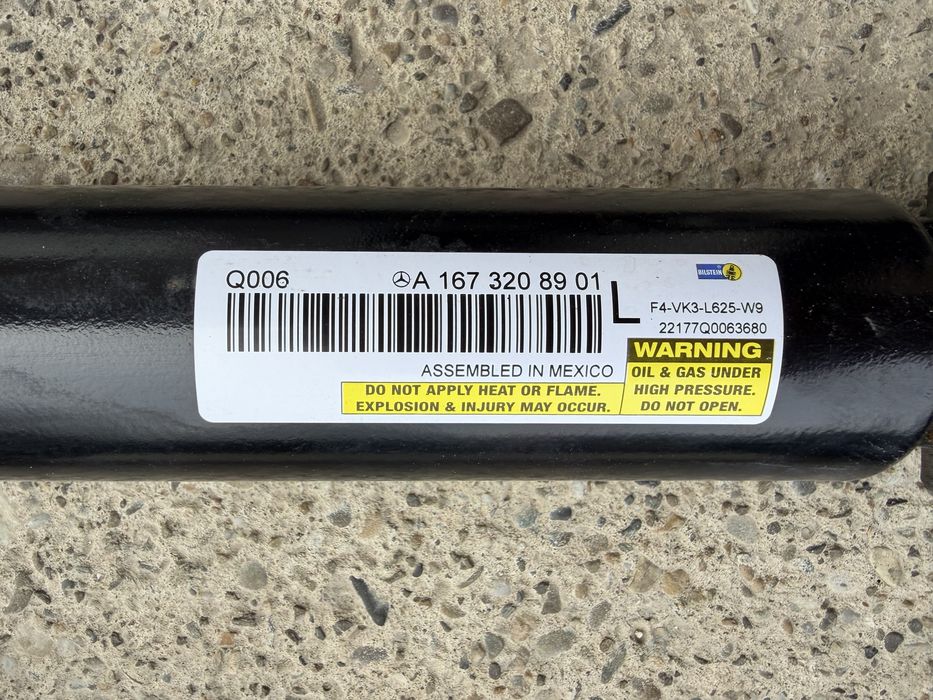 Q006
A 167 320 89 01
L
BILSTEIN
F4-VK3-L625-W9
22177Q0063680
ASSEMBLED IN MEXICO
DO NOT APPLY HEAT OR FLAME.
EXPLOSION & INJURY MAY OCCUR.
WARNING
OIL & GAS UNDER
HIGH PRESSURE.
DO NOT OPEN.